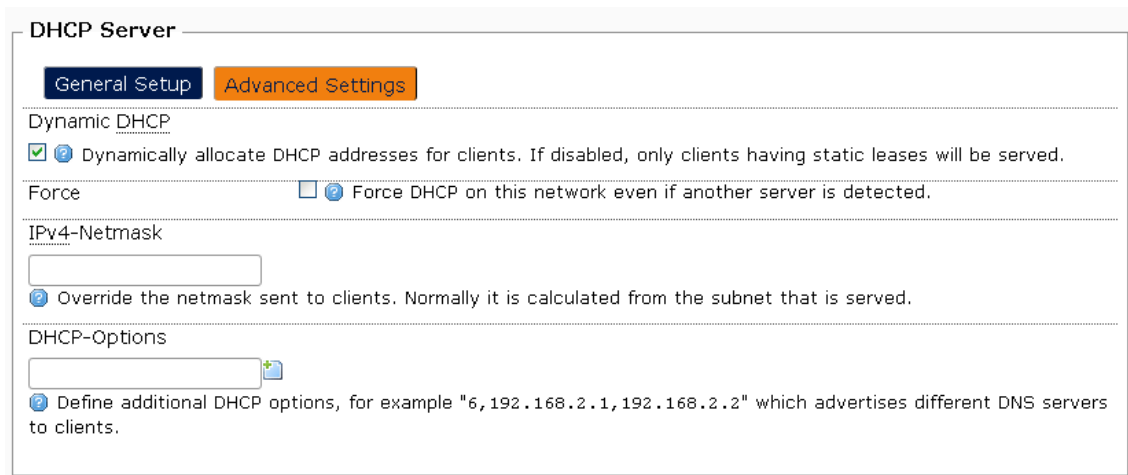 DHCP Server
General Setup Advanced Settings
Dynamic DHCP
Dynamically allocate DHCP addresses for clients. If disabled, only clients having static leases will be served.
Force Force DHCP on this network even if another server is detected.
IPv4-Netmask
Override the netmask sent to clients. Normally it is calculated from the subnet that is served.
DHCP-Options
Define additional DHCP options, for example "6,192.168.2.1,192.168.2.2" which advertises different DNS servers
to clients.